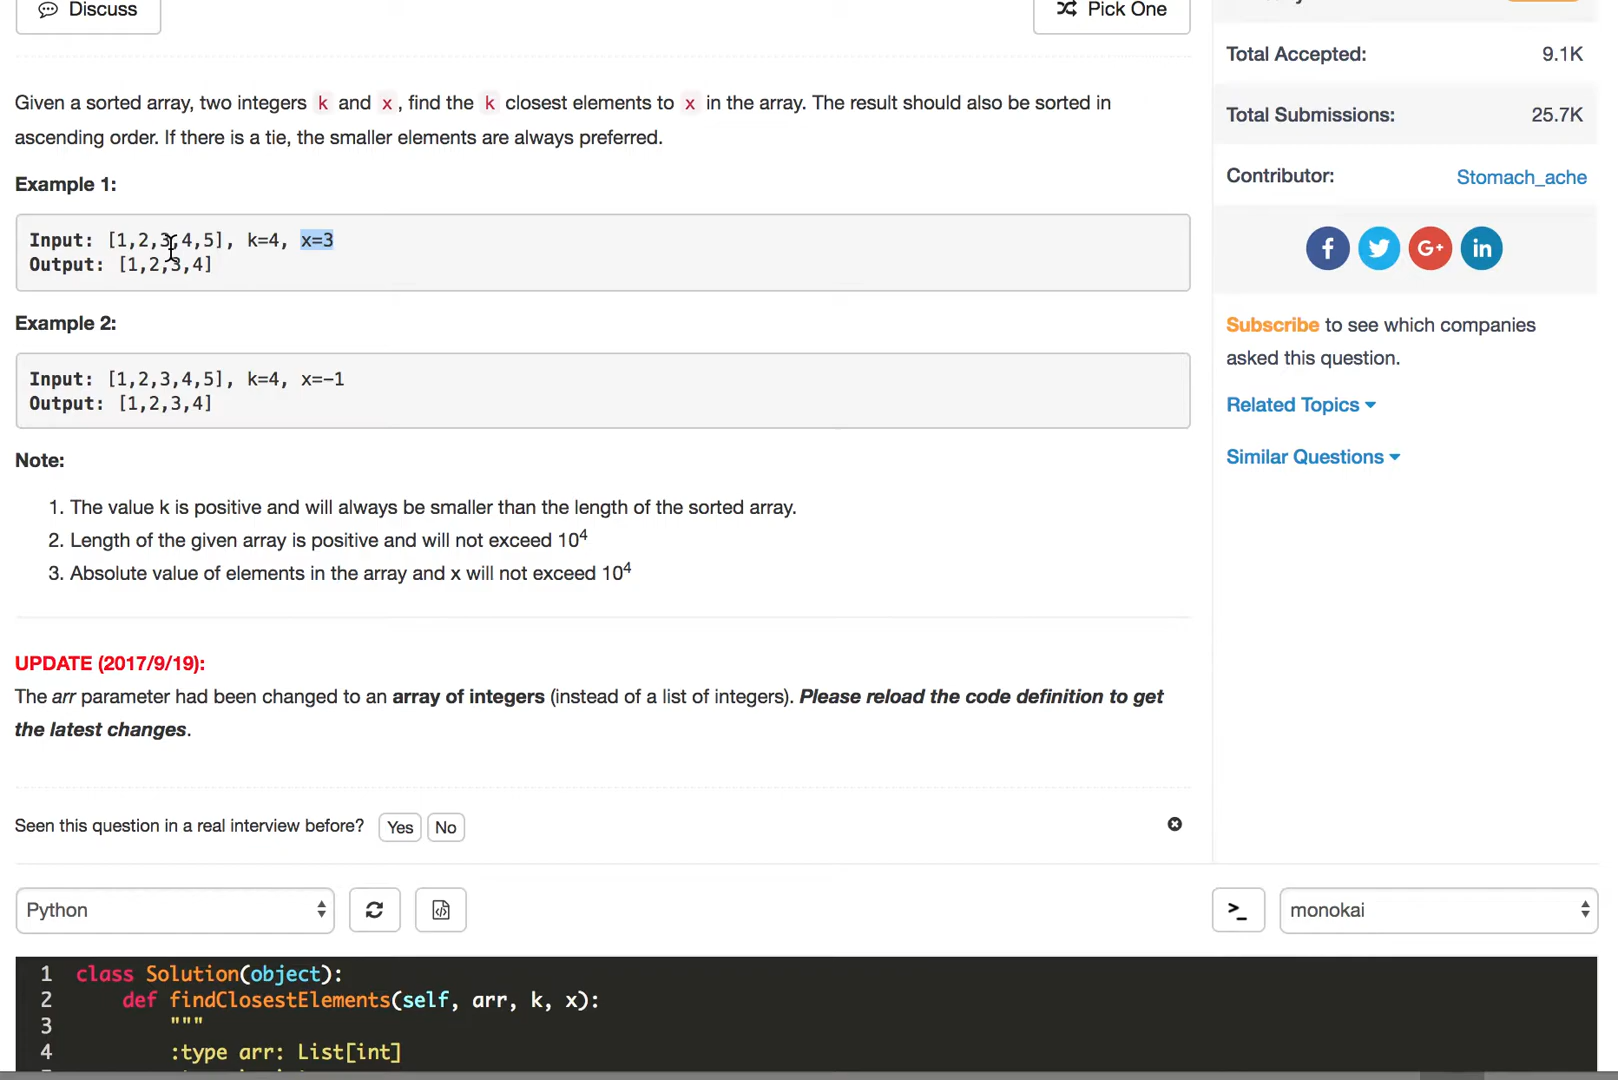 Discuss
Pick One
Given a sorted array, two integers k and x, find the k closest elements to x in the array. The result should also be sorted in
ascending order. If there is a tie, the smaller elements are always preferred.
Example 1:
Input: [1,2,3,4,5], k=4, x=3
Output: [1,2,3,4]
Example 2:
Input: [1,2,3,4,5], k=4, x=-1
Output: [1,2,3,4]
Note:
1. The value k is positive and will always be smaller than the length of the sorted array.
2. Length of the given array is positive and will not exceed 10^4
3. Absolute value of elements in the array and x will not exceed 10^4
UPDATE (2017/9/19):
The arr parameter had been changed to an array of integers (instead of a list of integers). Please reload the code definition to get
the latest changes.
Seen this question in a real interview before? Yes No
Total Accepted: 9.1K
Total Submissions: 25.7K
Contributor: Stomach_ache
f G+ in
Subscribe to see which companies
asked this question.
Related Topics
Similar Questions
Python
>_
monokai
1 class Solution(object):
2 def findClosestElements(self, arr, k, x):
3 """
4 :type arr: List[int]